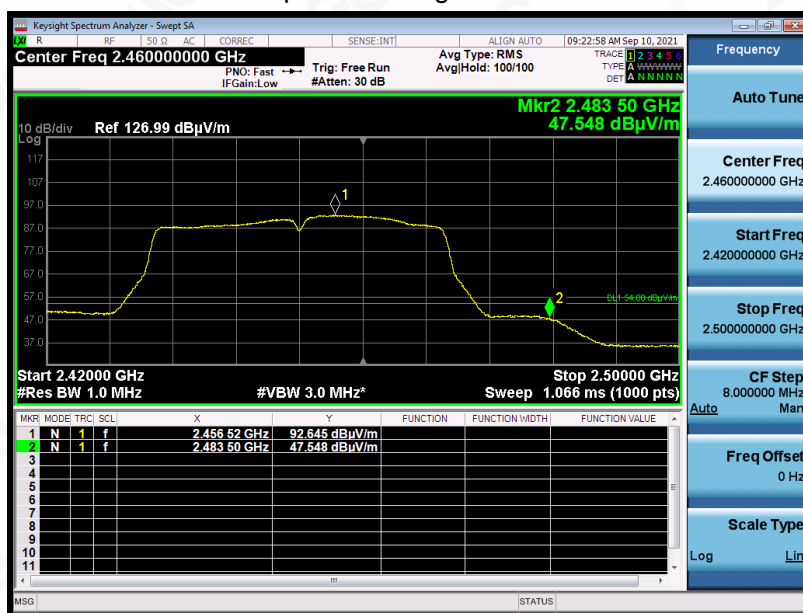 Keysight Spectrum Analyzer - Swept SA
LXI R RF 50 Ω AC CORREC SENSE:INT ALIGN AUTO 09:22:58 AM Sep 10, 2021
Center Freq 2.460000000 GHz
PNO: Fast
IFGain:Low
Trig: Free Run
#Atten: 30 dB
Avg Type: RMS
Avg|Hold: 100/100
TRACE 1 2 3 4 5 6
TYPE A WWWWW
DET A N N N N N
Mkr2 2.483 50 GHz
47.548 dBµV/m
10 dB/div Ref 126.99 dBµV/m
Log
117
107
97.0
87.0
77.0
67.0
57.0
47.0
37.0
1
2
DL1 54.00 dBµV/m
Start 2.42000 GHz Stop 2.50000 GHz
#Res BW 1.0 MHz #VBW 3.0 MHz* Sweep 1.066 ms (1000 pts)
MKR MODE TRC SCL X Y FUNCTION FUNCTION WIDTH FUNCTION VALUE
1 N 1 f 2.456 52 GHz 92.645 dBµV/m
2 N 1 f 2.483 50 GHz 47.548 dBµV/m
3
4
5
6
7
8
9
10
11
MSG STATUS
Frequency
Auto Tune
Center Freq
2.460000000 GHz
Start Freq
2.420000000 GHz
Stop Freq
2.500000000 GHz
CF Step
8.000000 MHz
Auto Man
Freq Offset
0 Hz
Scale Type
Log Lin